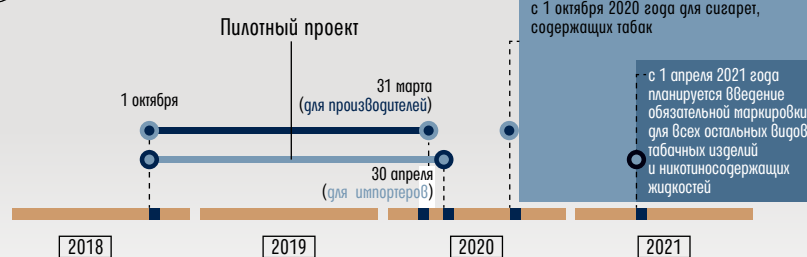 с 1 октября 2020 года для сигарет,
содержащих табак
Пилотный проект
1 октября
31 марта
(для производителей)
с 1 апреля 2021 года
планируется введение
обязательной маркировки
для всех остальных видов
табачных изделий
и никотиносодержащих
жидкостей
30 апреля
(для импортеров)
2018
2019
2020
2021